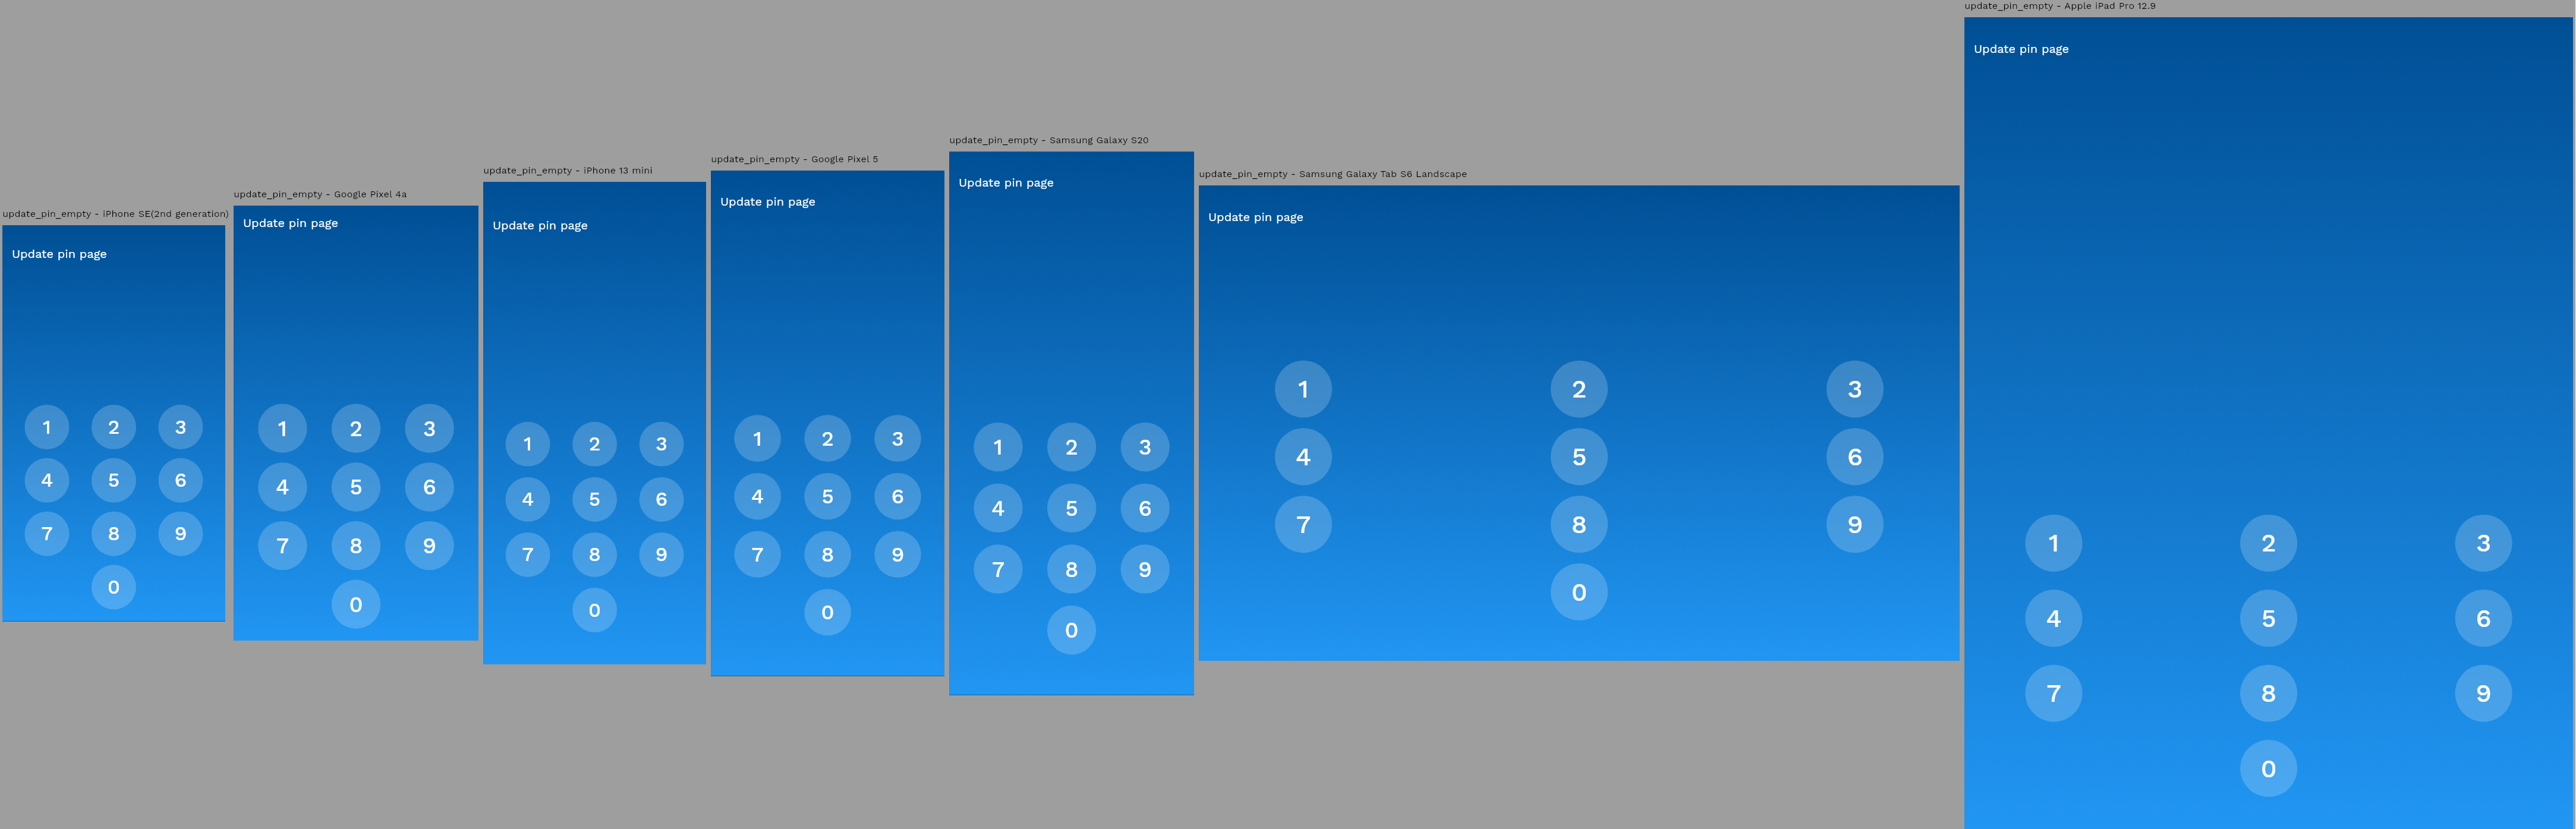 update_pin_empty - iPhone SE(2nd generation)
Update pin page
1 2 3
4 5 6
7 8 9
0
update_pin_empty - Google Pixel 4a
Update pin page
1 2 3
4 5 6
7 8 9
0
update_pin_empty - iPhone 13 mini
Update pin page
1 2 3
4 5 6
7 8 9
0
update_pin_empty - Google Pixel 5
Update pin page
1 2 3
4 5 6
7 8 9
0
update_pin_empty - Samsung Galaxy S20
Update pin page
1 2 3
4 5 6
7 8 9
0
update_pin_empty - Samsung Galaxy Tab S6 Landscape
Update pin page
1 2 3
4 5 6
7 8 9
0
update_pin_empty - Apple iPad Pro 12.9
Update pin page
1 2 3
4 5 6
7 8 9
0